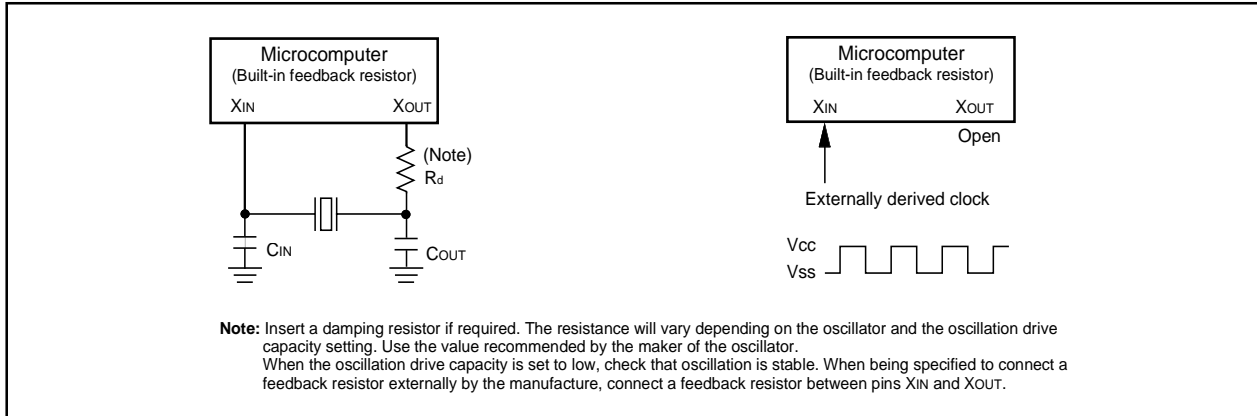 Microcomputer
(Built-in feedback resistor)
XIN XOUT
(Note)
Rd
CIN
COUT
Microcomputer
(Built-in feedback resistor)
XIN XOUT
Open
Externally derived clock
Vcc
Vss
Note: Insert a damping resistor if required. The resistance will vary depending on the oscillator and the oscillation drive
capacity setting. Use the value recommended by the maker of the oscillator.
When the oscillation drive capacity is set to low, check that oscillation is stable. When being specified to connect a
feedback resistor externally by the manufacture, connect a feedback resistor between pins XIN and XOUT.